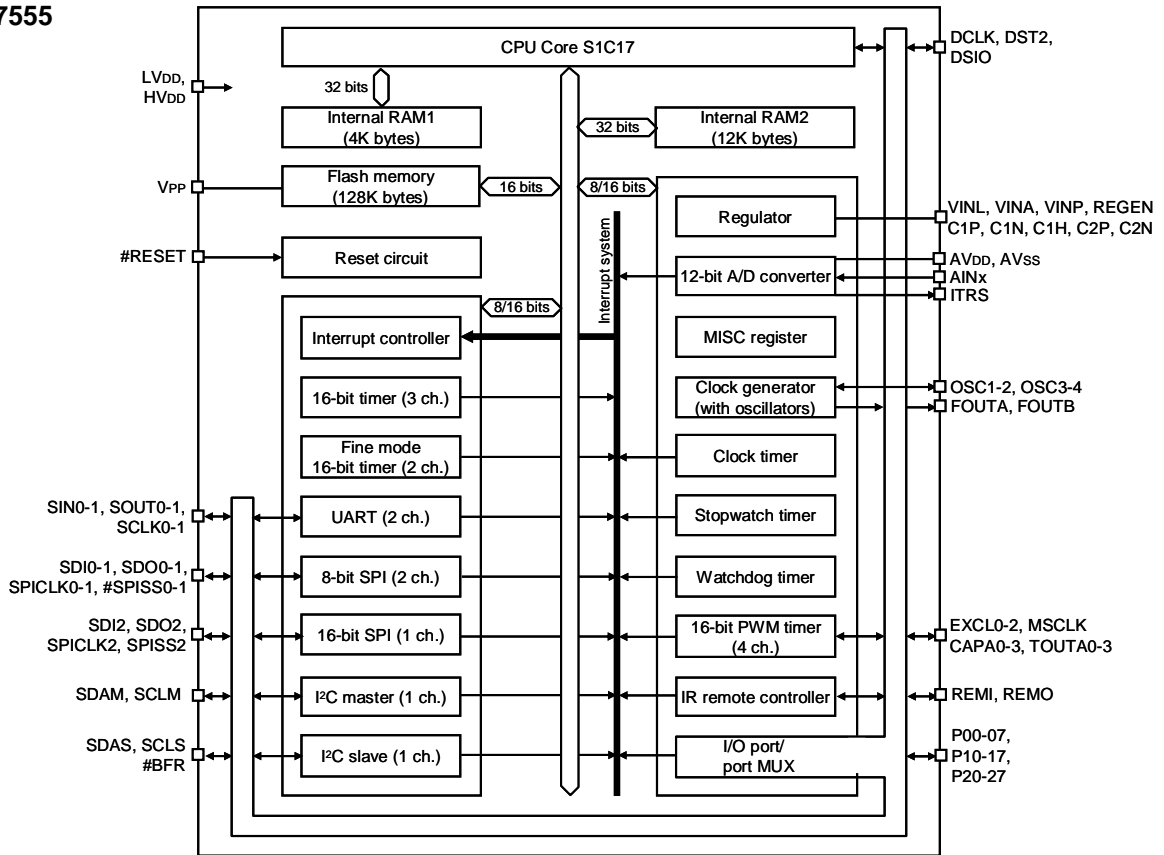 7555
CPU Core S1C17
DCLK, DST2,
DSIO
LVDD,
HVDD
32 bits
Internal RAM1
(4K bytes)
32 bits
Internal RAM2
(12K bytes)
VPP
Flash memory
(128K bytes)
16 bits
8/16 bits
Regulator
VINL, VINA, VINP, REGEN
C1P, C1N, C1H, C2P, C2N
#RESET
Reset circuit
Interrupt system
12-bit A/D converter
AVDD, AVSS
AINx
ITRS
8/16 bits
Interrupt controller
MISC register
16-bit timer (3 ch.)
Clock generator
(with oscillators)
OSC1-2, OSC3-4
FOUTA, FOUTB
Fine mode
16-bit timer (2 ch.)
Clock timer
SIN0-1, SOUT0-1,
SCLK0-1
UART (2 ch.)
Stopwatch timer
SDI0-1, SDO0-1,
SPICLK0-1, #SPISS0-1
8-bit SPI (2 ch.)
Watchdog timer
SDI2, SDO2,
SPICLK2, SPISS2
16-bit SPI (1 ch.)
16-bit PWM timer
(4 ch.)
EXCL0-2, MSCLK
CAPA0-3, TOUTA0-3
SDAM, SCLM
I2C master (1 ch.)
IR remote controller
REMI, REMO
SDAS, SCLS
#BFR
I2C slave (1 ch.)
I/O port/
port MUX
P00-07,
P10-17,
P20-27